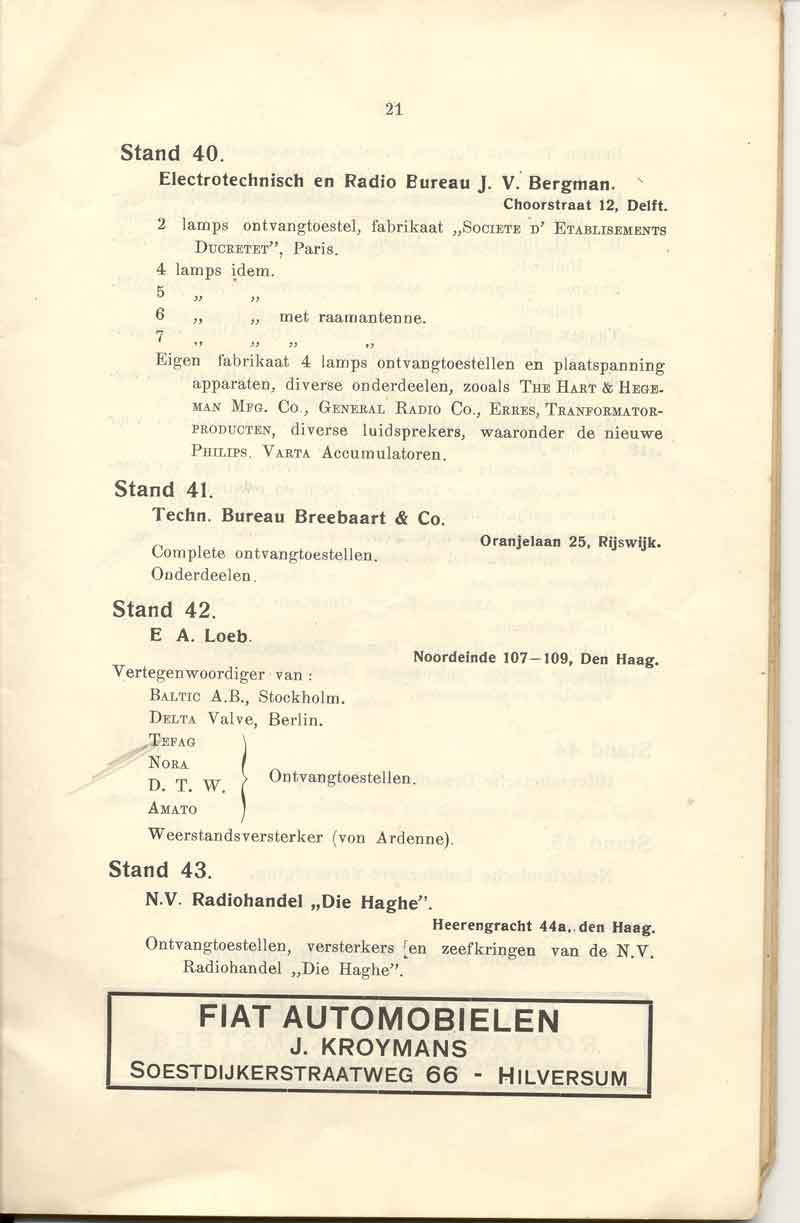 21
Stand 40.
Electrotechnisch en Radio Bureau J. V. Bergman.
Choorstraat 12, Delft.
2 lamps ontvangtoestel, fabrikaat „SOCIETE D' ETABLISEMENTS
DUCRETET”, Paris.
4 lamps idem.
5 „ „
6 „ „ met raamantenne.
7 „ „ „ „
Eigen fabrikaat 4 lamps ontvangtoestellen en plaatspanning
apparaten, diverse onderdeelen, zooals THE HART & HEGE-
MAN MFG. Co., GENERAL RADIO Co., ERRES, TRANFORMATOR-
PRODUCTEN, diverse luidsprekers, waaronder de nieuwe
PHILIPS. VARTA Accumulatoren.
Stand 41.
Techn. Bureau Breebaart & Co.
Oranjelaan 25, Rijswijk.
Complete ontvangtoestellen.
Onderdeelen.
Stand 42.
E A. Loeb.
Noordeinde 107–109, Den Haag.
Vertegenwoordiger van :
BALTIC A.B., Stockholm.
DELTA Valve, Berlin.
TEFAG
NORA
D. T. W. } Ontvangtoestellen.
AMATO
Weerstandsversterker (von Ardenne).
Stand 43.
N.V. Radiohandel „Die Haghe”.
Heerengracht 44a, den Haag.
Ontvangtoestellen, versterkers [en zeefkringen van de N.V.
Radiohandel „Die Haghe”.
FIAT AUTOMOBIELEN
J. KROYMANS
SOESTDIJKERSTRAATWEG 66 - HILVERSUM